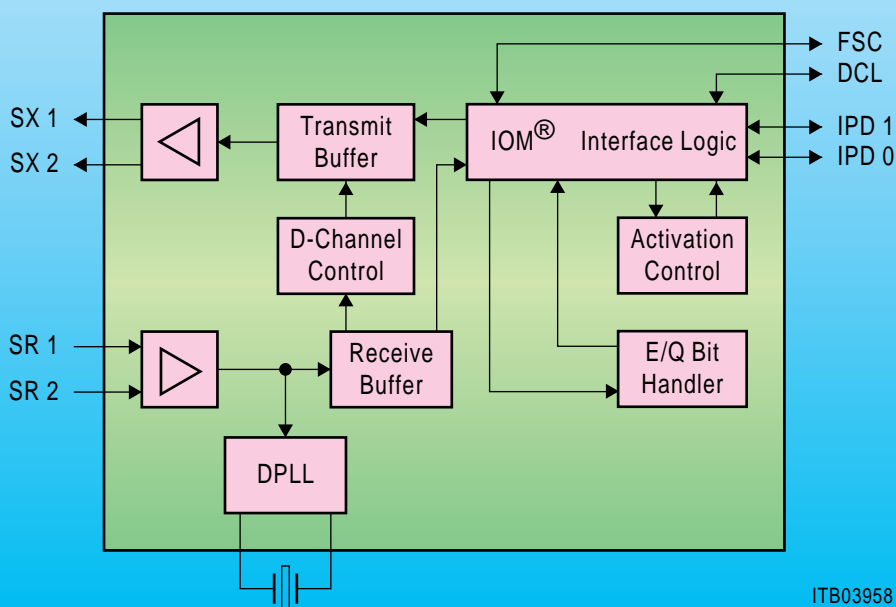 FSC
DCL
SX 1
SX 2
Transmit
Buffer
IOM® Interface Logic
IPD 1
IPD 0
D-Channel
Control
Activation
Control
SR 1
SR 2
Receive
Buffer
E/Q Bit
Handler
DPLL
ITB03958